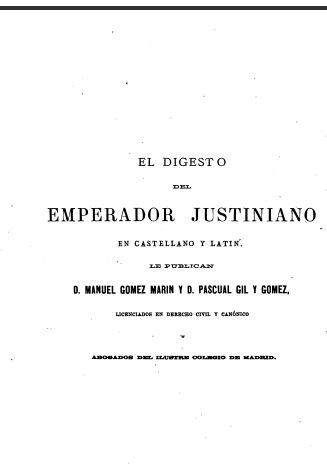 EL DIGESTO
DEL
EMPERADOR JUSTINIANO
EN CASTELLANO Y LATIN.
LE PUBLICAN
D. MANUEL GOMEZ MARIN Y D. PASCUAL GIL Y GOMEZ,
LICENCIADOS EN DERECHO CIVIL Y CANÓNICO
Y
ABOGADOS DEL ILUSTRE COLEGIO DE MADRID.